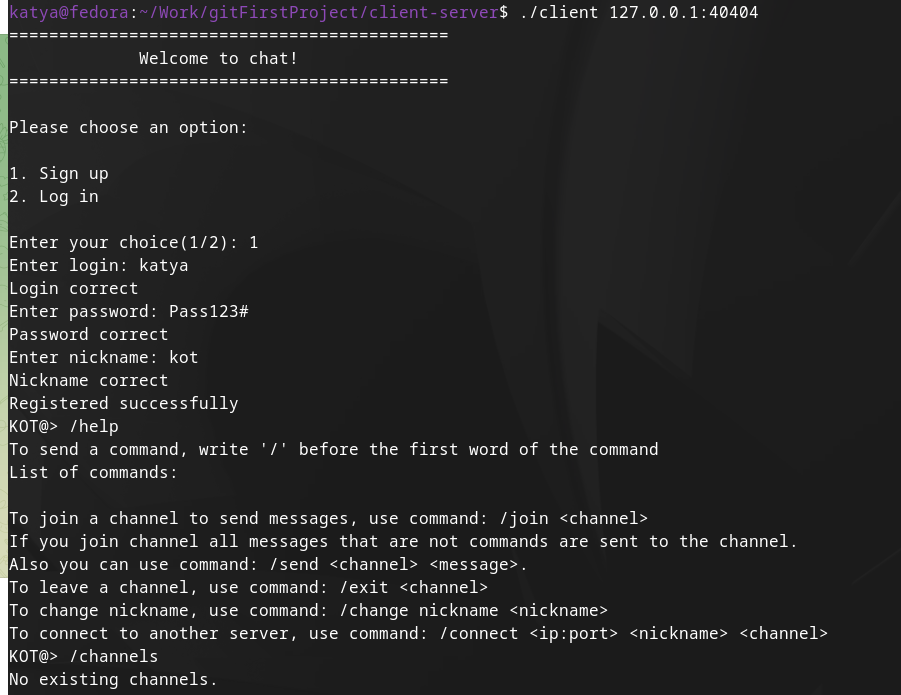 katya@fedora:~/Work/gitFirstProject/client-server$ ./client 127.0.0.1:40404
============================================
Welcome to chat!
============================================
Please choose an option:
1. Sign up
2. Log in
Enter your choice(1/2): 1
Enter login: katya
Login correct
Enter password: Pass123#
Password correct
Enter nickname: kot
Nickname correct
Registered successfully
KOT@> /help
To send a command, write '/' before the first word of the command
List of commands:
To join a channel to send messages, use command: /join <channel>
If you join channel all messages that are not commands are sent to the channel.
Also you can use command: /send <channel> <message>.
To leave a channel, use command: /exit <channel>
To change nickname, use command: /change nickname <nickname>
To connect to another server, use command: /connect <ip:port> <nickname> <channel>
KOT@> /channels
No existing channels.